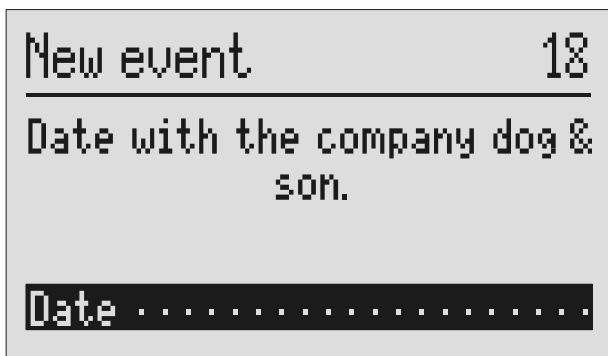 New event 18
Date with the company dog &
son.
Date . . . . . . . . . . . . . . . . . . . .